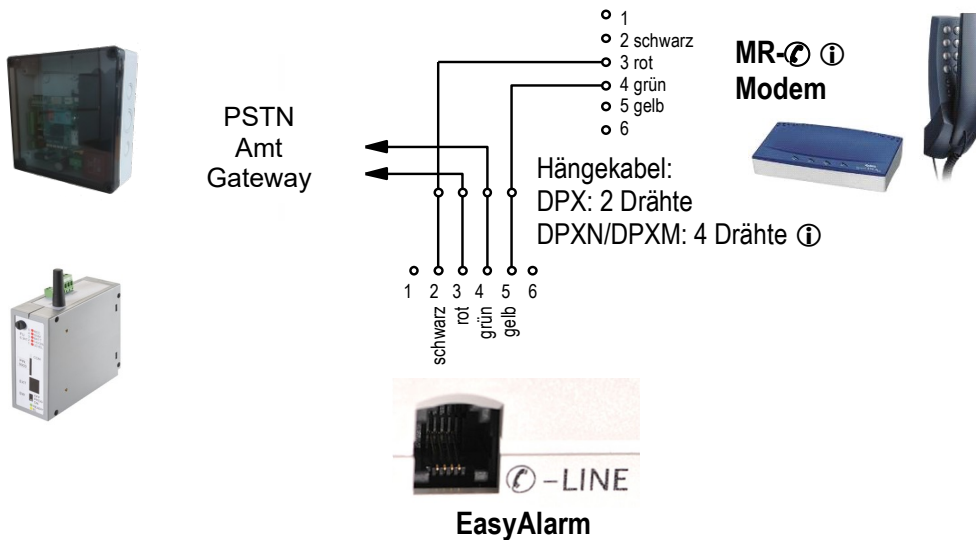 1
2 schwarz
3 rot
4 grün
5 gelb
6
MR-✆ ⓘ
Modem
PSTN
Amt
Gateway
Hängekabel:
DPX: 2 Drähte
DPXN/DPXM: 4 Drähte ⓘ
1 2 3 4 5 6
schwarz
rot
grün
gelb
✆-LINE
EasyAlarm